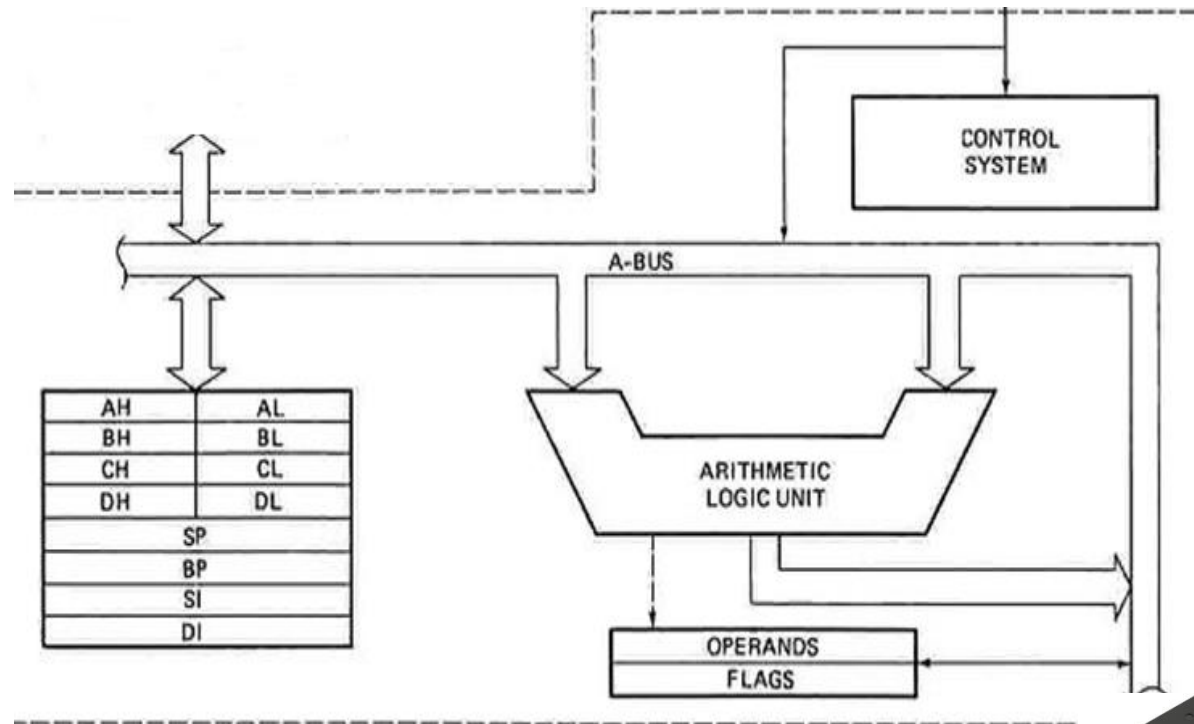 CONTROL
SYSTEM
A-BUS
AH AL
BH BL
CH CL
DH DL
SP
BP
SI
DI
ARITHMETIC
LOGIC UNIT
OPERANDS
FLAGS